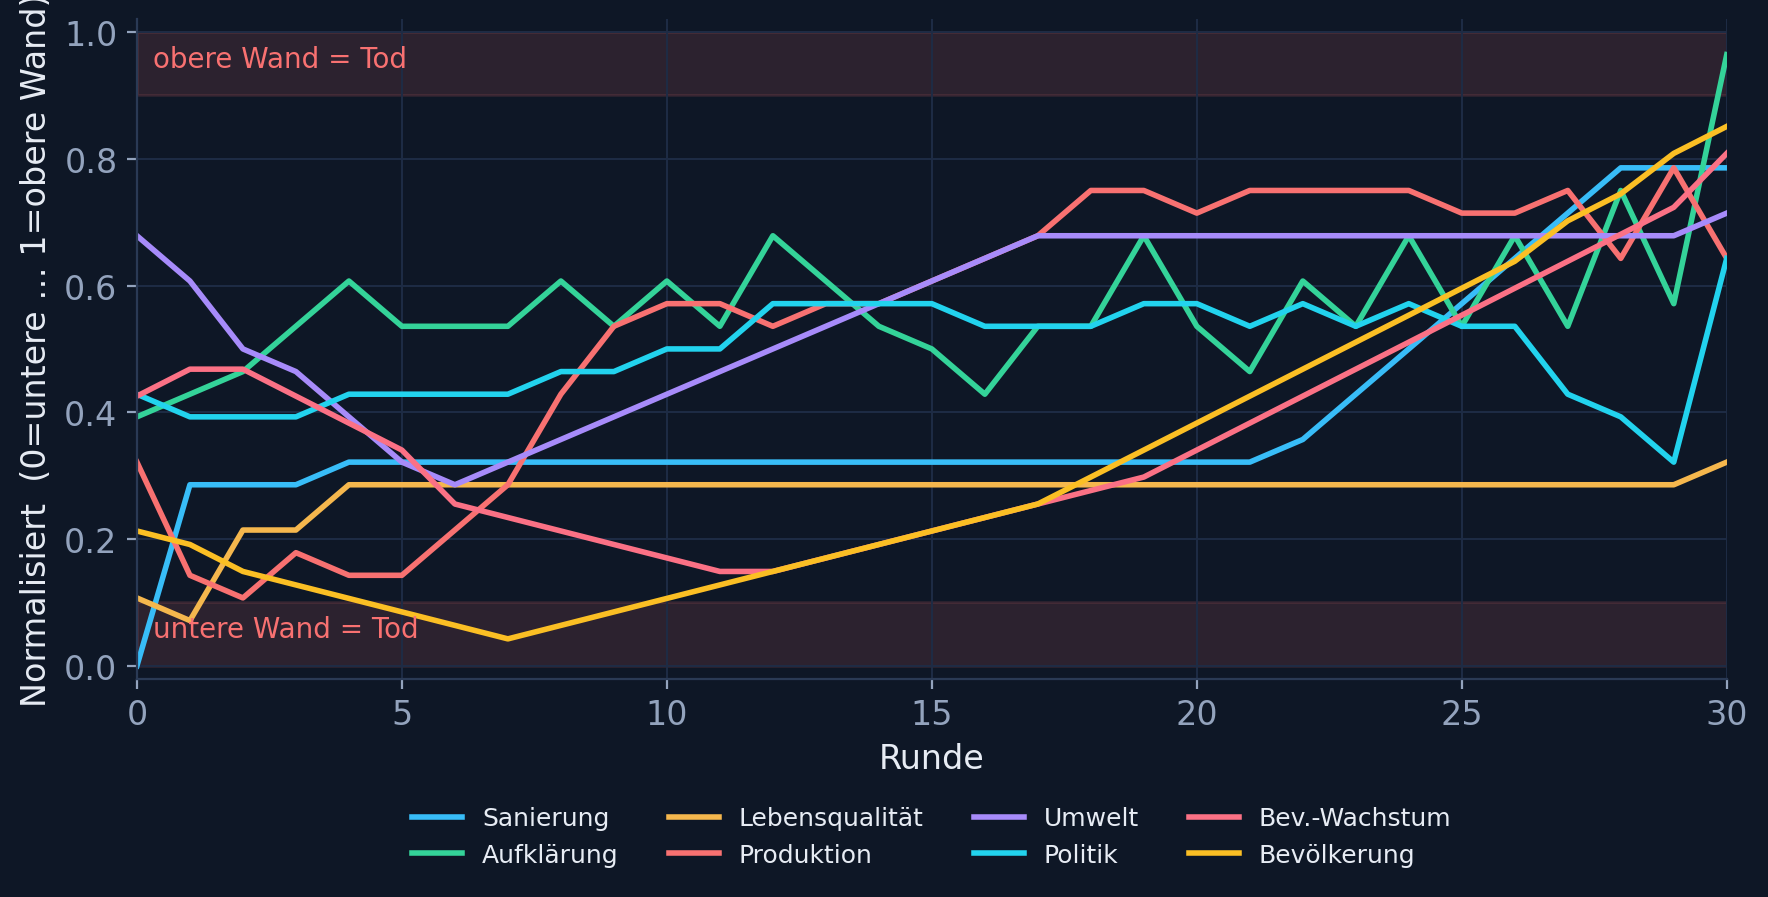 Normalisiert (0=untere ... 1=obere Wand)
1.0
0.8
0.6
0.4
0.2
0.0
obere Wand = Tod
untere Wand = Tod
0 5 10 15 20 25 30
Runde
Sanierung Lebensqualität Umwelt Bev.-Wachstum
Aufklärung Produktion Politik Bevölkerung